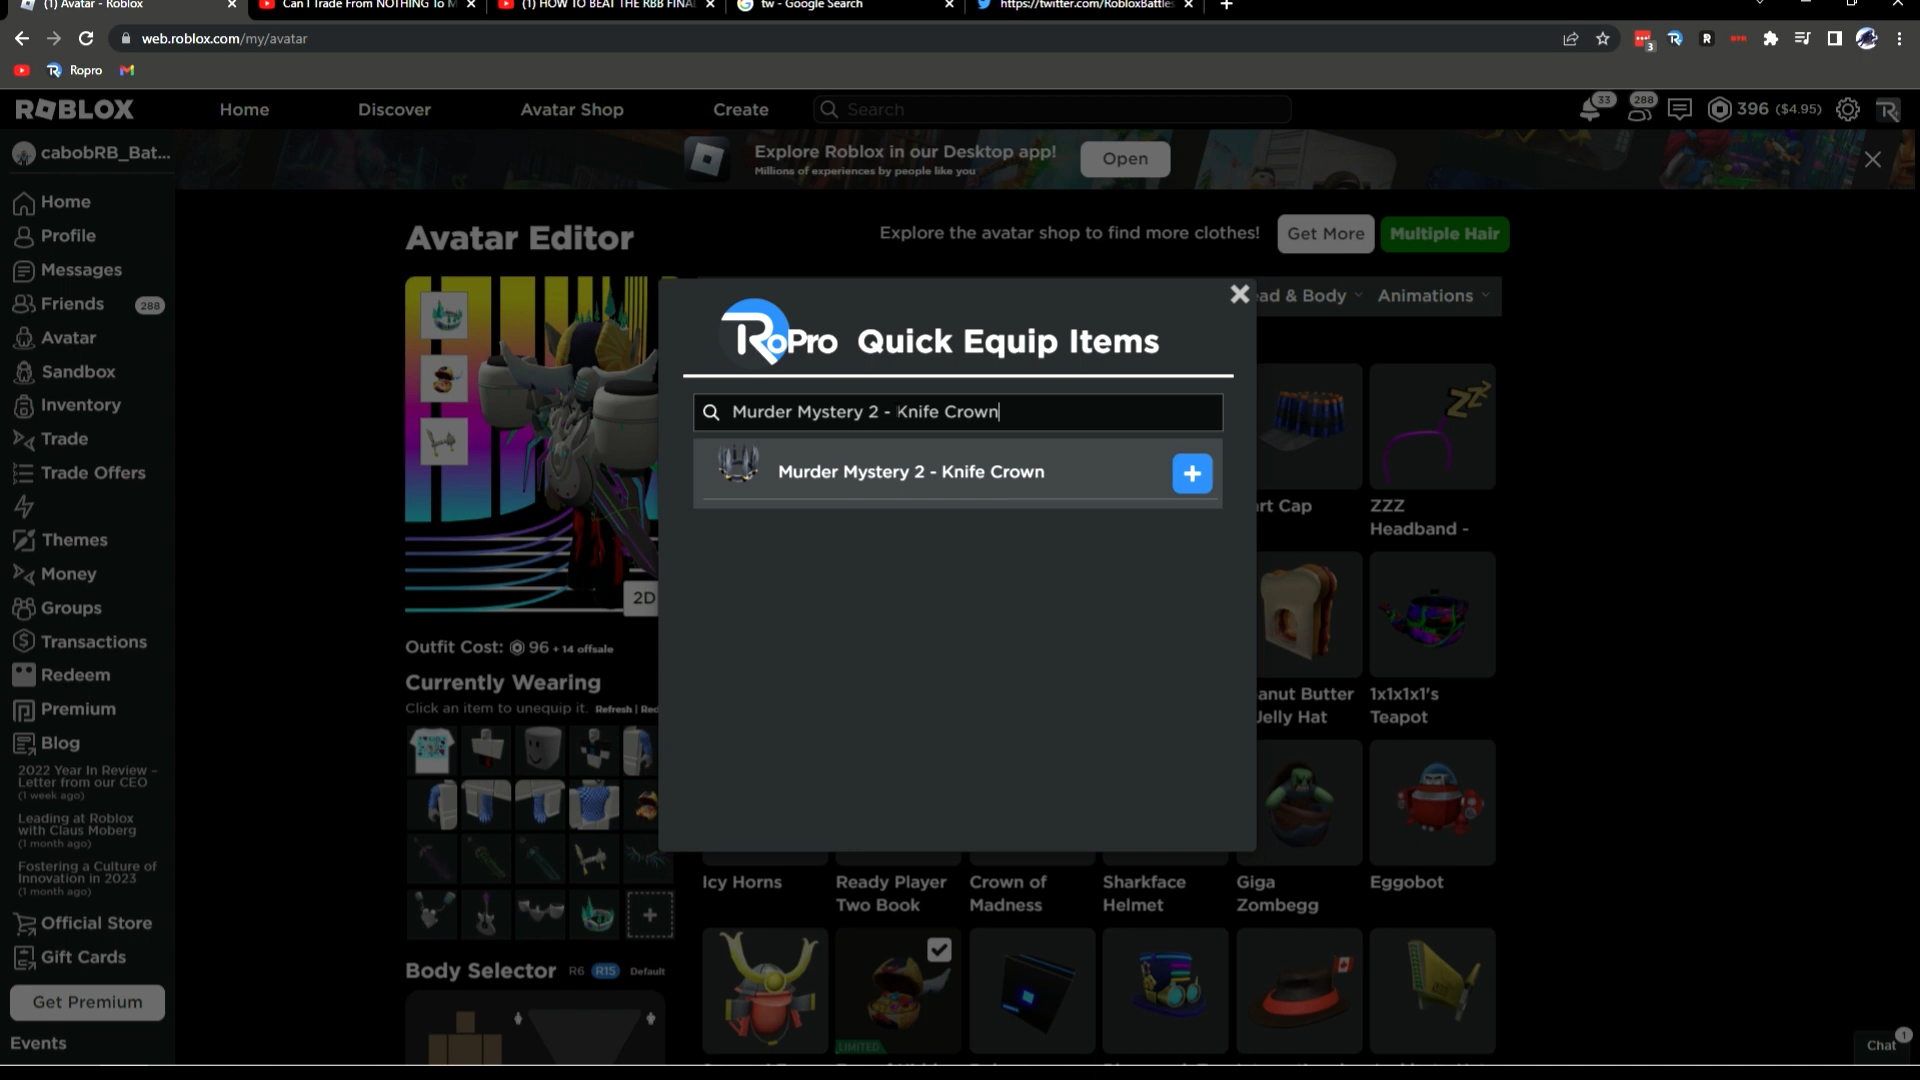 (1) Avatar - Roblox
Can I Trade From NOTHING To M
(1) HOW TO BEAT THE RBB FINA
tw - Google Search
https://twitter.com/RobloxBattles
web.roblox.com/my/avatar
3
Ropro
ROBLOX
Home
Discover
Avatar Shop
Create
Search
33
288
396 ($4.95)
cabobRB_Bat...
Explore Roblox in our Desktop app!
Millions of experiences by people like you
Open
Home
Profile
Messages
Friends
288
Avatar
Sandbox
Inventory
Trade
Trade Offers
Themes
Money
Groups
Transactions
Redeem
Premium
Blog
2022 Year In Review –
Letter from our CEO
(1 week ago)
Leading at Roblox
with Claus Moberg
(1 month ago)
Fostering a Culture of
Innovation in 2023
(1 month ago)
Official Store
Gift Cards
Get Premium
Events
Avatar Editor
Explore the avatar shop to find more clothes!
Get More
Multiple Hair
ead & Body
Animations
2D
Outfit Cost: 96 + 14 offsale
Currently Wearing
Click an item to unequip it. Refresh | Red
Body Selector
R6
R15
Default
RoPro Quick Equip Items
Murder Mystery 2 - Knife Crown
Murder Mystery 2 - Knife Crown
rt Cap
ZZZ
Headband -
anut Butter
Jelly Hat
1x1x1x1's
Teapot
Icy Horns
Ready Player
Two Book
Crown of
Madness
Sharkface
Helmet
Giga
Zombegg
Eggobot
LIMITED
Chat
1